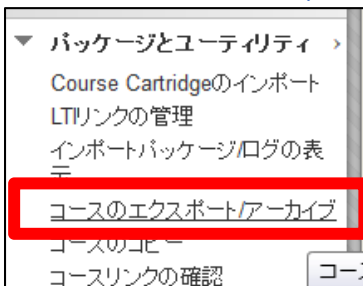 パッケージとユーティリティ
Course Cartridgeのインポート
LTIリンクの管理
インポートパッケージ/ログの表
示
コースのエクスポート/アーカイブ
コースのコピー
コースリンクの確認
コース